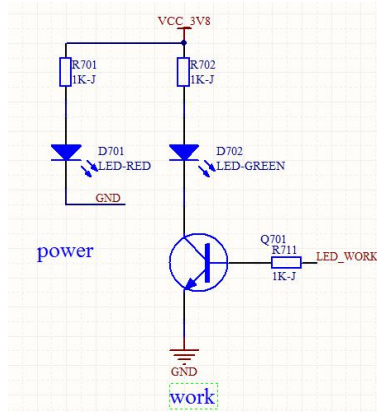 VCC_3V8
R701
1K-J
R702
1K-J
D701
LED-RED
D702
LED-GREEN
GND
power
Q701
R711
1K-J
LED_WORK
GND
work